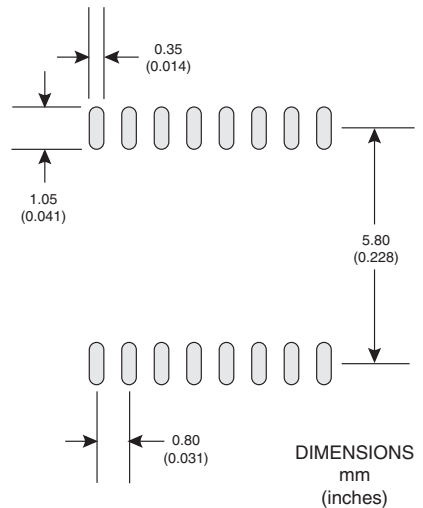 0.35
(0.014)
1.05
(0.041)
5.80
(0.228)
0.80
(0.031)
DIMENSIONS
mm
(inches)